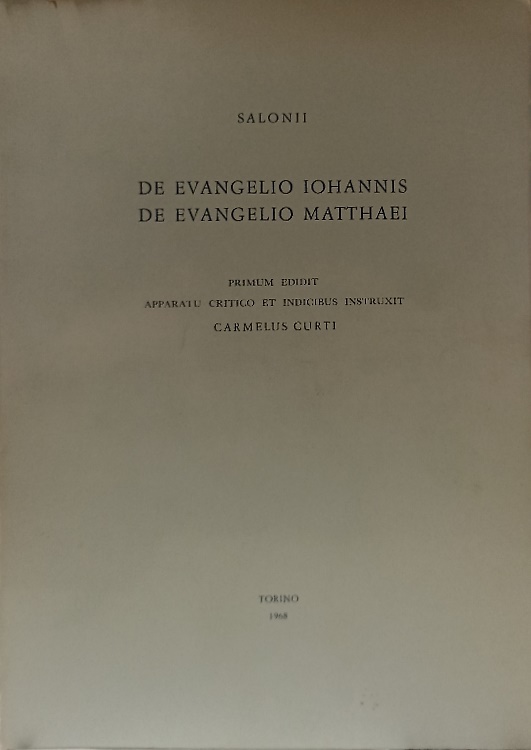 SALONII
DE EVANGELIO IOHANNIS
DE EVANGELIO MATTHAEI
PRIMUM EDIDIT
APPARATU CRITICO ET INDICIBUS INSTRUXIT
CARMELUS CURTI
TORINO
1968